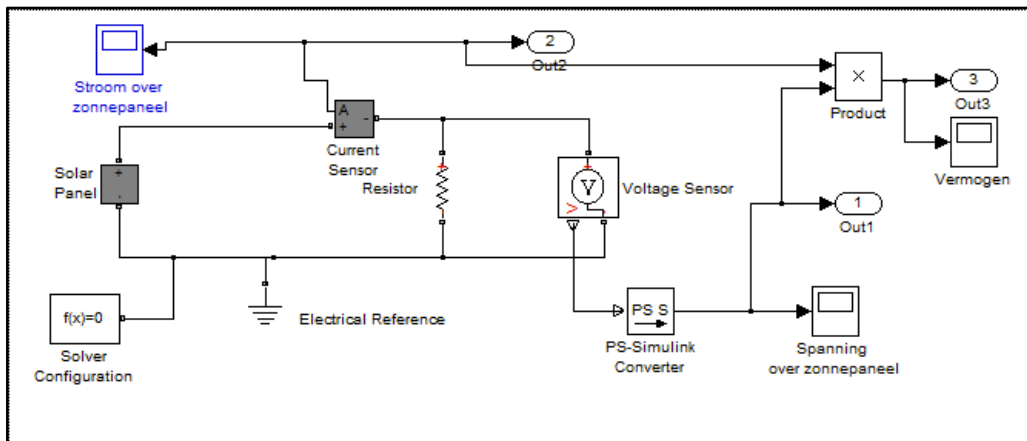 Stroom over
zonnepaneel
2
Out2
×
Product
3
Out3
Vermogen
A
+
-
Current
Sensor
Solar
Panel
+
-
Resistor
+
+
V
V
-
Voltage Sensor
1
Out1
f(x)=0
Solver
Configuration
Electrical Reference
PS S
PS-Simulink
Converter
Spanning
over zonnepaneel